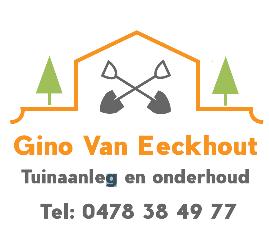 Gino Van Eeckhout
Tuinaanleg en onderhoud
Tel: 0478 38 49 77